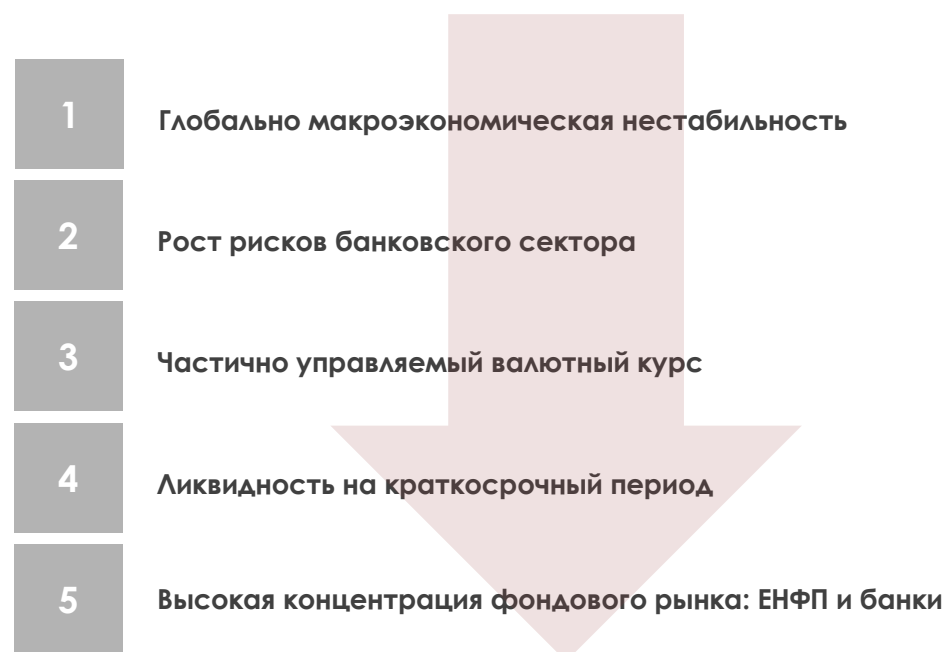 1 Глобально макроэкономическая нестабильность
2 Рост рисков банковского сектора
3 Частично управляемый валютный курс
4 Ликвидность на краткосрочный период
5 Высокая концентрация фондового рынка: ЕНФП и банки